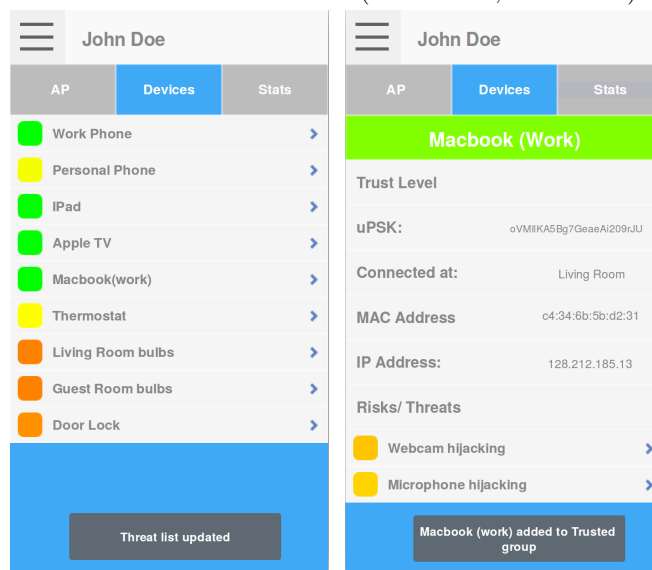 John Doe
AP Devices Stats
Work Phone
Personal Phone
IPad
Apple TV
Macbook(work)
Thermostat
Living Room bulbs
Guest Room bulbs
Door Lock
Threat list updated
John Doe
AP Devices Stats
Macbook (Work)
Trust Level
uPSK: oVMlIKA5Bg7GeaeAi209rJU
Connected at: Living Room
MAC Address c4:34:6b:5b:d2:31
IP Address: 128.212.185.13
Risks/ Threats
Webcam hijacking
Microphone hijacking
Macbook (work) added to Trusted
group